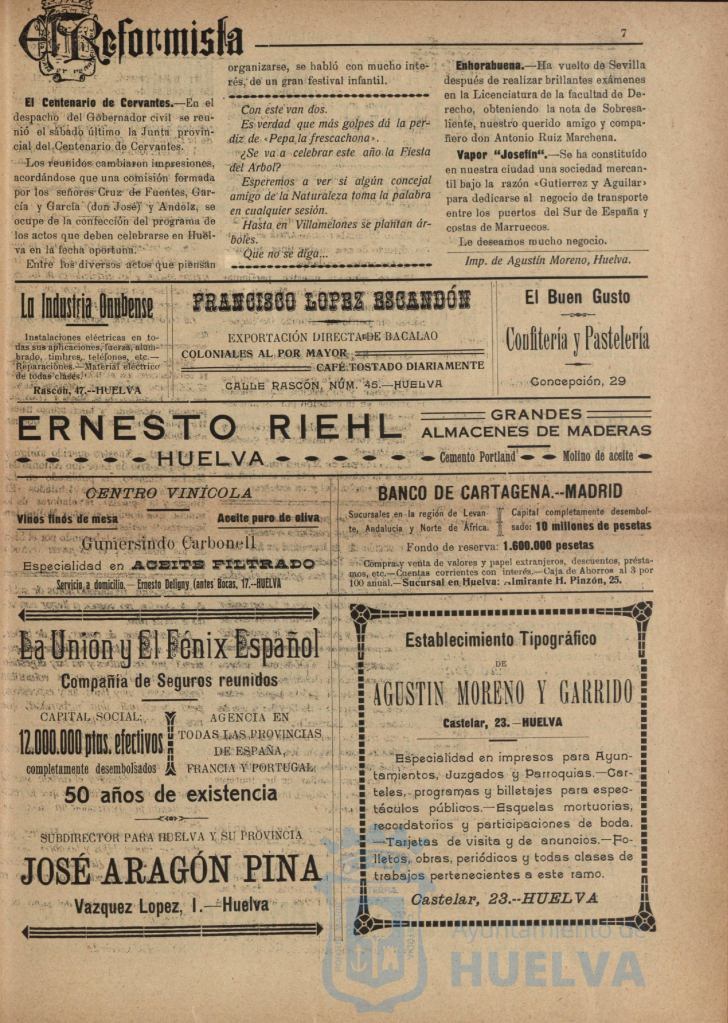 El Reformista
7
El Centenario de Cervantes.—En el
despacho del Gobernador civil se reu-
nió el sábado último la Junta provin-
cial del Centenario de Cervantes.
Los reunidos cambiaron impresiones,
acordándose que una comisión formada
por los señores Cruz de Fuentes, Gar-
cía y García (don José) y Andolz, se
ocupe de la confección del programa de
los actos que deben celebrarse en Huel-
va en la fecha oportuna.
Entre los diversos actos que piensan
organizarse, se habló con mucho inte-
rés, de un gran festival infantil.
Con este van dos.
Es verdad que más golpes dá la per-
diz de «Pepa la frescachona».
¿Se va a celebrar este año la Fiesta
del Arbol?
Esperemos a ver si algún concejal
amigo de la Naturaleza toma la palabra
en cualquier sesión.
Hasta en Villamelones se plantan ár-
boles.
Que no se diga...
Enhorabuena.—Ha vuelto de Sevilla
después de realizar brillantes exámenes
en la Licenciatura de la facultad de De-
recho, obteniendo la nota de Sobresa-
liente, nuestro querido amigo y compa-
ñero don Antonio Ruiz Marchena.
Vapor "Josefin".—Se ha constituído
en nuestra ciudad una sociedad mercan-
til bajo la razón «Gutierrez y Aguilar»
para dedicarse al negocio de transporte
entre los puertos del Sur de España y
costas de Marruecos.
Le deseamos mucho negocio.
Imp. de Agustín Moreno, Huelva.
La Industria Onubense
Instalaciones eléctricas en to-
das sus aplicaciones, fuerza, alum-
brado, timbres, teléfonos, etc.—
Reparaciones.—Material eléctrico
de todas clases.
Rascón, 47.--HUELVA
FRANCISCO LOPEZ ESCANDÓN
EXPORTACIÓN DIRECTA DE BACALAO
COLONIALES AL POR MAYOR
CAFÉ TOSTADO DIARIAMENTE
CALLE RASCÓN, NÚM. 45.—HUELVA
El Buen Gusto
Confitería y Pastelería
Concepción, 29
ERNESTO RIEHL
HUELVA
GRANDES
ALMACENES DE MADERAS
Cemento Portland
Molino de aceite
CENTRO VINÍCOLA
Vinos finos de mesa
Aceite puro de oliva
Gumersindo Carbonell
Especialidad en ACEITE FILTRADO
Servicio a domicilio.—Ernesto Deligny (antes Bocas, 17.--HUELVA
BANCO DE CARTAGENA.--MADRID
Sucursales en la región de Levan-
te, Andalucía y Norte de África.
Capital completamente desembol-
sado: 10 millones de pesetas
Fondo de reserva: 1.600.000 pesetas
Compra y venta de valores y papel extranjeros, descuentos, présta-
mos, etc.—Cuentas corrientes con interés.—Caja de Ahorros al 3 por
100 anual.—Sucursal en Huelva: Almirante H. Pinzón, 25.
La Unión y El Fénix Español
Compañía de Seguros reunidos
CAPITAL SOCIAL:
12.000.000 ptas. efectivos
completamente desembolsados
AGENCIA EN
TODAS LAS PROVINCIAS
DE ESPAÑA,
FRANCIA Y PORTUGAL
50 años de existencia
SUBDIRECTOR PARA HUELVA Y SU PROVINCIA
JOSÉ ARAGÓN PINA
Vazquez Lopez, 1.—Huelva
Establecimiento Tipográfico
DE
AGUSTIN MORENO Y GARRIDO
Castelar, 23.—HUELVA
Especialidad en impresos para Ayun-
tamientos, Juzgados y Parroquias.—Car-
teles, programas y billetajes para espec-
táculos públicos.—Esquelas mortuorias,
recordatorios y participaciones de boda.
—Tarjetas de visita y de anuncios.—Fo-
lletos, obras, periódicos y todas clases de
trabajos pertenecientes a este ramo.
Castelar, 23.--HUELVA
Ayuntamiento de
HUELVA